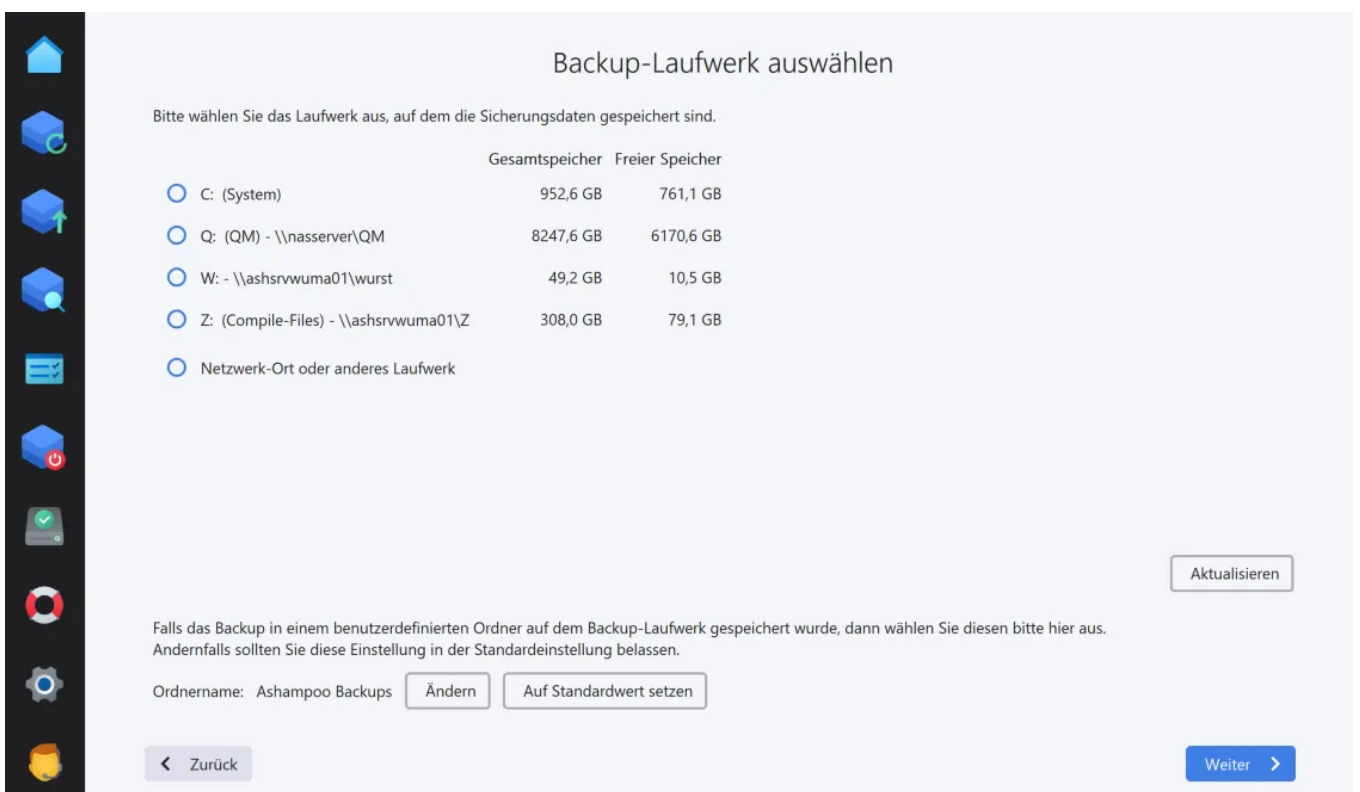 Backup-Laufwerk auswählen
Bitte wählen Sie das Laufwerk aus, auf dem die Sicherungsdaten gespeichert sind.
Gesamtspeicher Freier Speicher
C: (System) 952,6 GB 761,1 GB
Q: (QM) - \\nasserver\QM 8247,6 GB 6170,6 GB
W: - \\ashsrvwuma01\wurst 49,2 GB 10,5 GB
Z: (Compile-Files) - \\ashsrvwuma01\Z 308,0 GB 79,1 GB
Netzwerk-Ort oder anderes Laufwerk
Aktualisieren
Falls das Backup in einem benutzerdefinierten Ordner auf dem Backup-Laufwerk gespeichert wurde, dann wählen Sie diesen bitte hier aus.
Andernfalls sollten Sie diese Einstellung in der Standardeinstellung belassen.
Ordnername: Ashampoo Backups Ändern Auf Standardwert setzen
Zurück Weiter